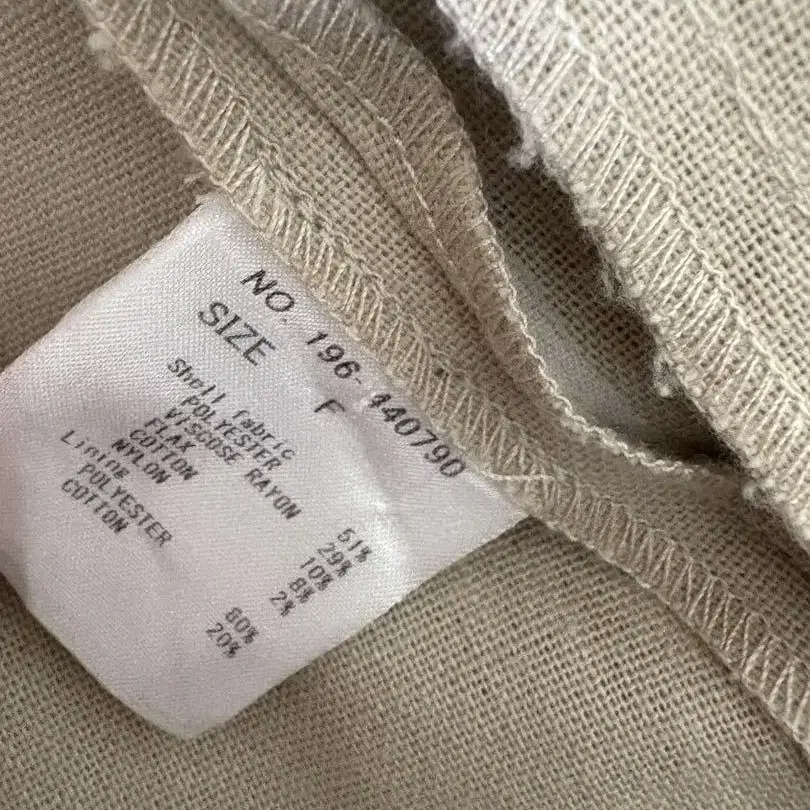 NO. 196-140790
SIZE F
Shell fabric
POLYESTER 51%
VISCOSE RAYON 29%
FLAX 10%
COTTON 8%
NYLON 2%
Lining
POLYESTER 80%
COTTON 20%